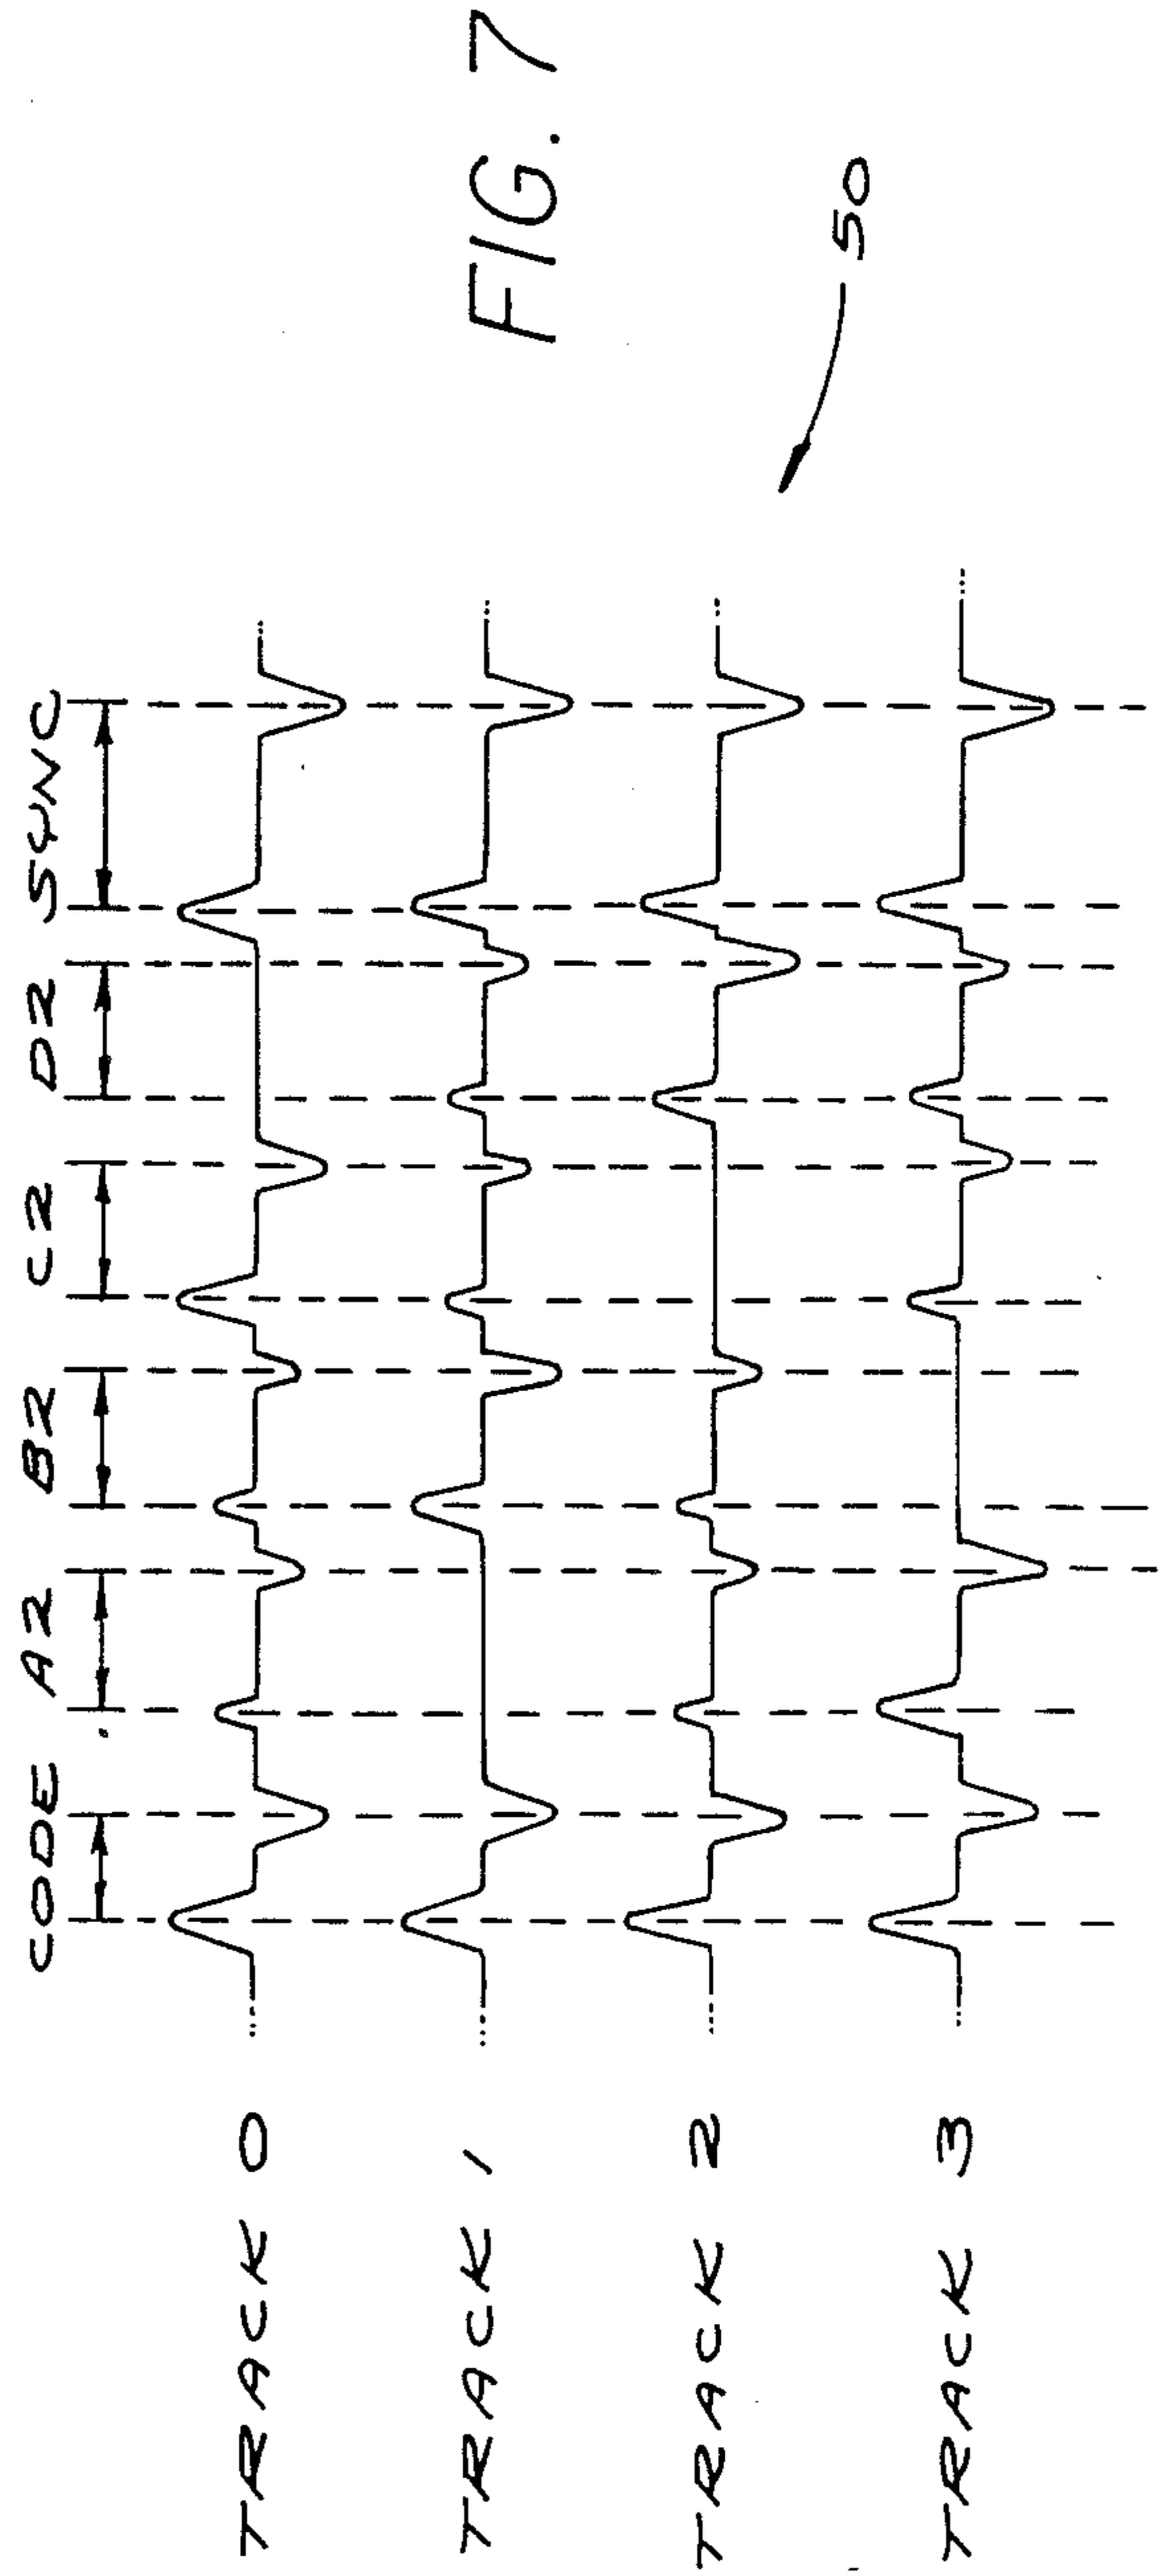 CODE A2 B2 C2 D2 SYNC
TRACK 0
TRACK 1
TRACK 2
TRACK 3
50
FIG. 7